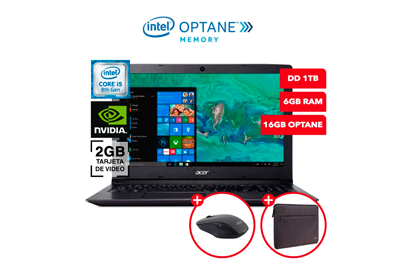 intel OPTANE
MEMORY
intel
CORE i5
8th Gen
DD 1TB
6GB RAM
16GB OPTANE
NVIDIA.
2GB
TARJETA
DE VIDEO
acer
+
+